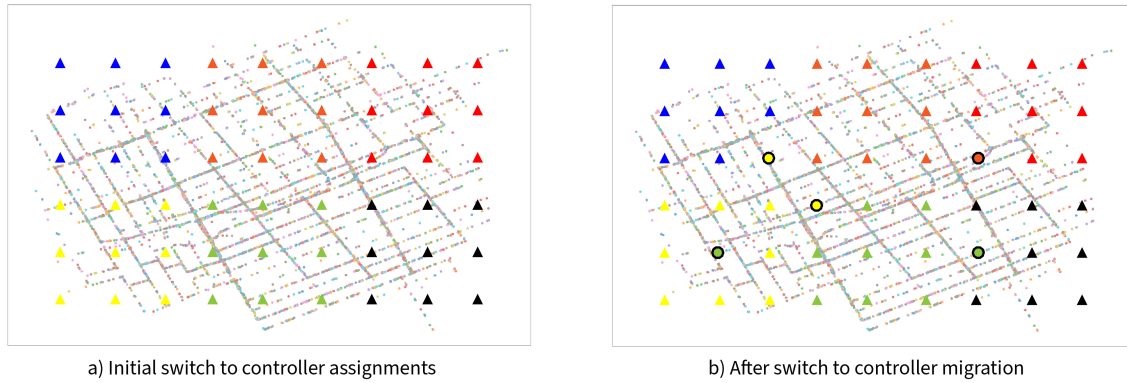 a) Initial switch to controller assignments
b) After switch to controller migration